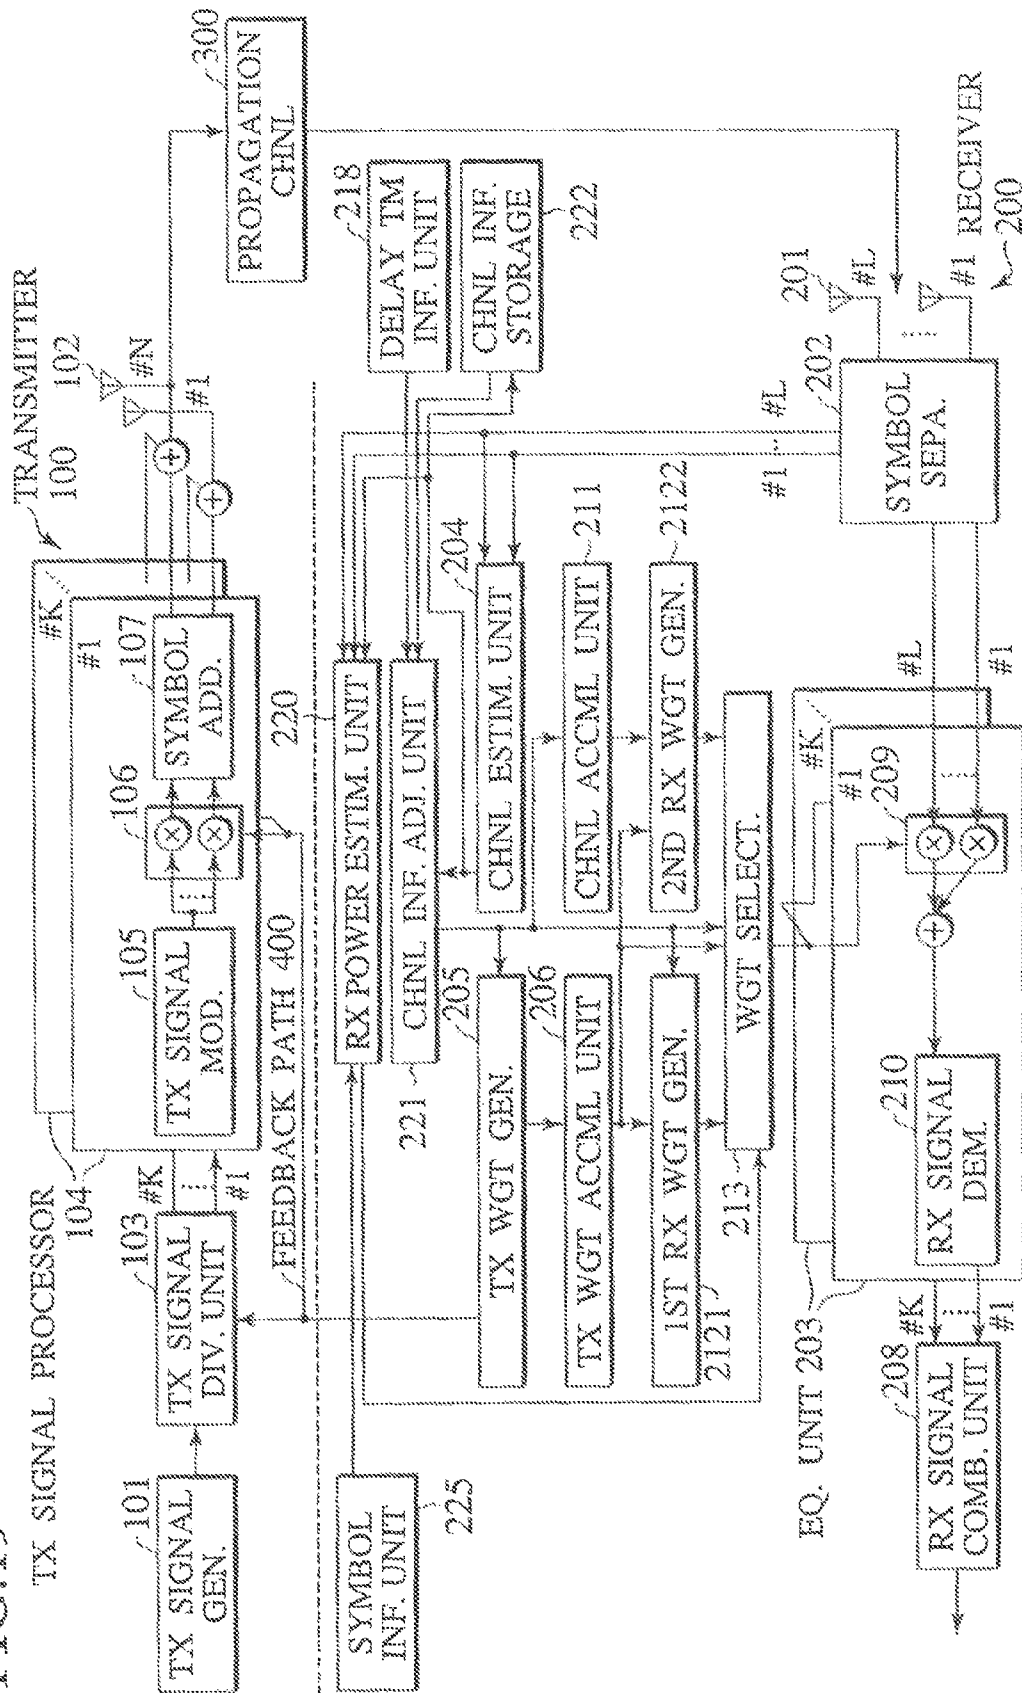 TX SIGNAL PROCESSOR
104
TRANSMITTER
100
101
TX SIGNAL
GEN.
103
TX SIGNAL
DIV. UNIT
#K
#1
#K
#1
105
TX SIGNAL
MOD.
106
107
SYMBOL
ADD.
102
#N
#1
300
PROPAGATION
CHNL
FEEDBACK PATH 400
220
SYMBOL
INF. UNIT
225
RX POWER ESTIM. UNIT
CHNL INF. ADJ. UNIT
221
218
DELAY TM
INF. UNIT
CHNL INF.
STORAGE
222
204
CHNL ESTIM. UNIT
205
TX WGT GEN.
206
TX WGT ACCML UNIT
211
CHNL ACCML UNIT
1ST RX WGT GEN.
2121
2122
2ND RX WGT GEN.
WGT SELECT.
213
#1
#L
201
#L
#1
RECEIVER
200
202
SYMBOL
SEPA.
#L
#1
EQ. UNIT 203
#K
#1
209
210
RX SIGNAL
DEM.
#K
#1
208
RX SIGNAL
COMB. UNIT